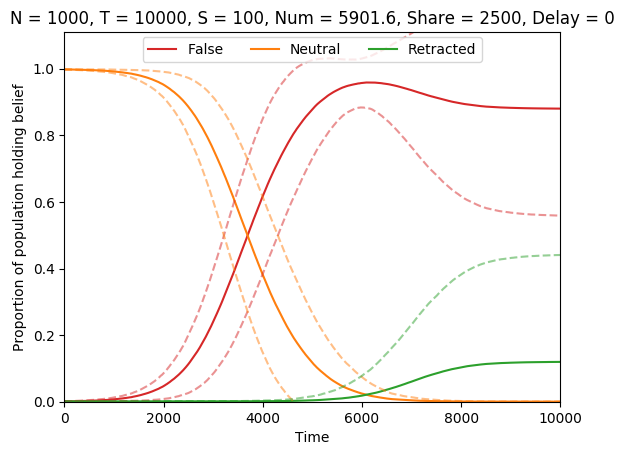 N = 1000, T = 10000, S = 100, Num = 5901.6, Share = 2500, Delay = 0
False Neutral Retracted
Proportion of population holding belief
1.0
0.8
0.6
0.4
0.2
0.0
0 2000 4000 6000 8000 10000
Time